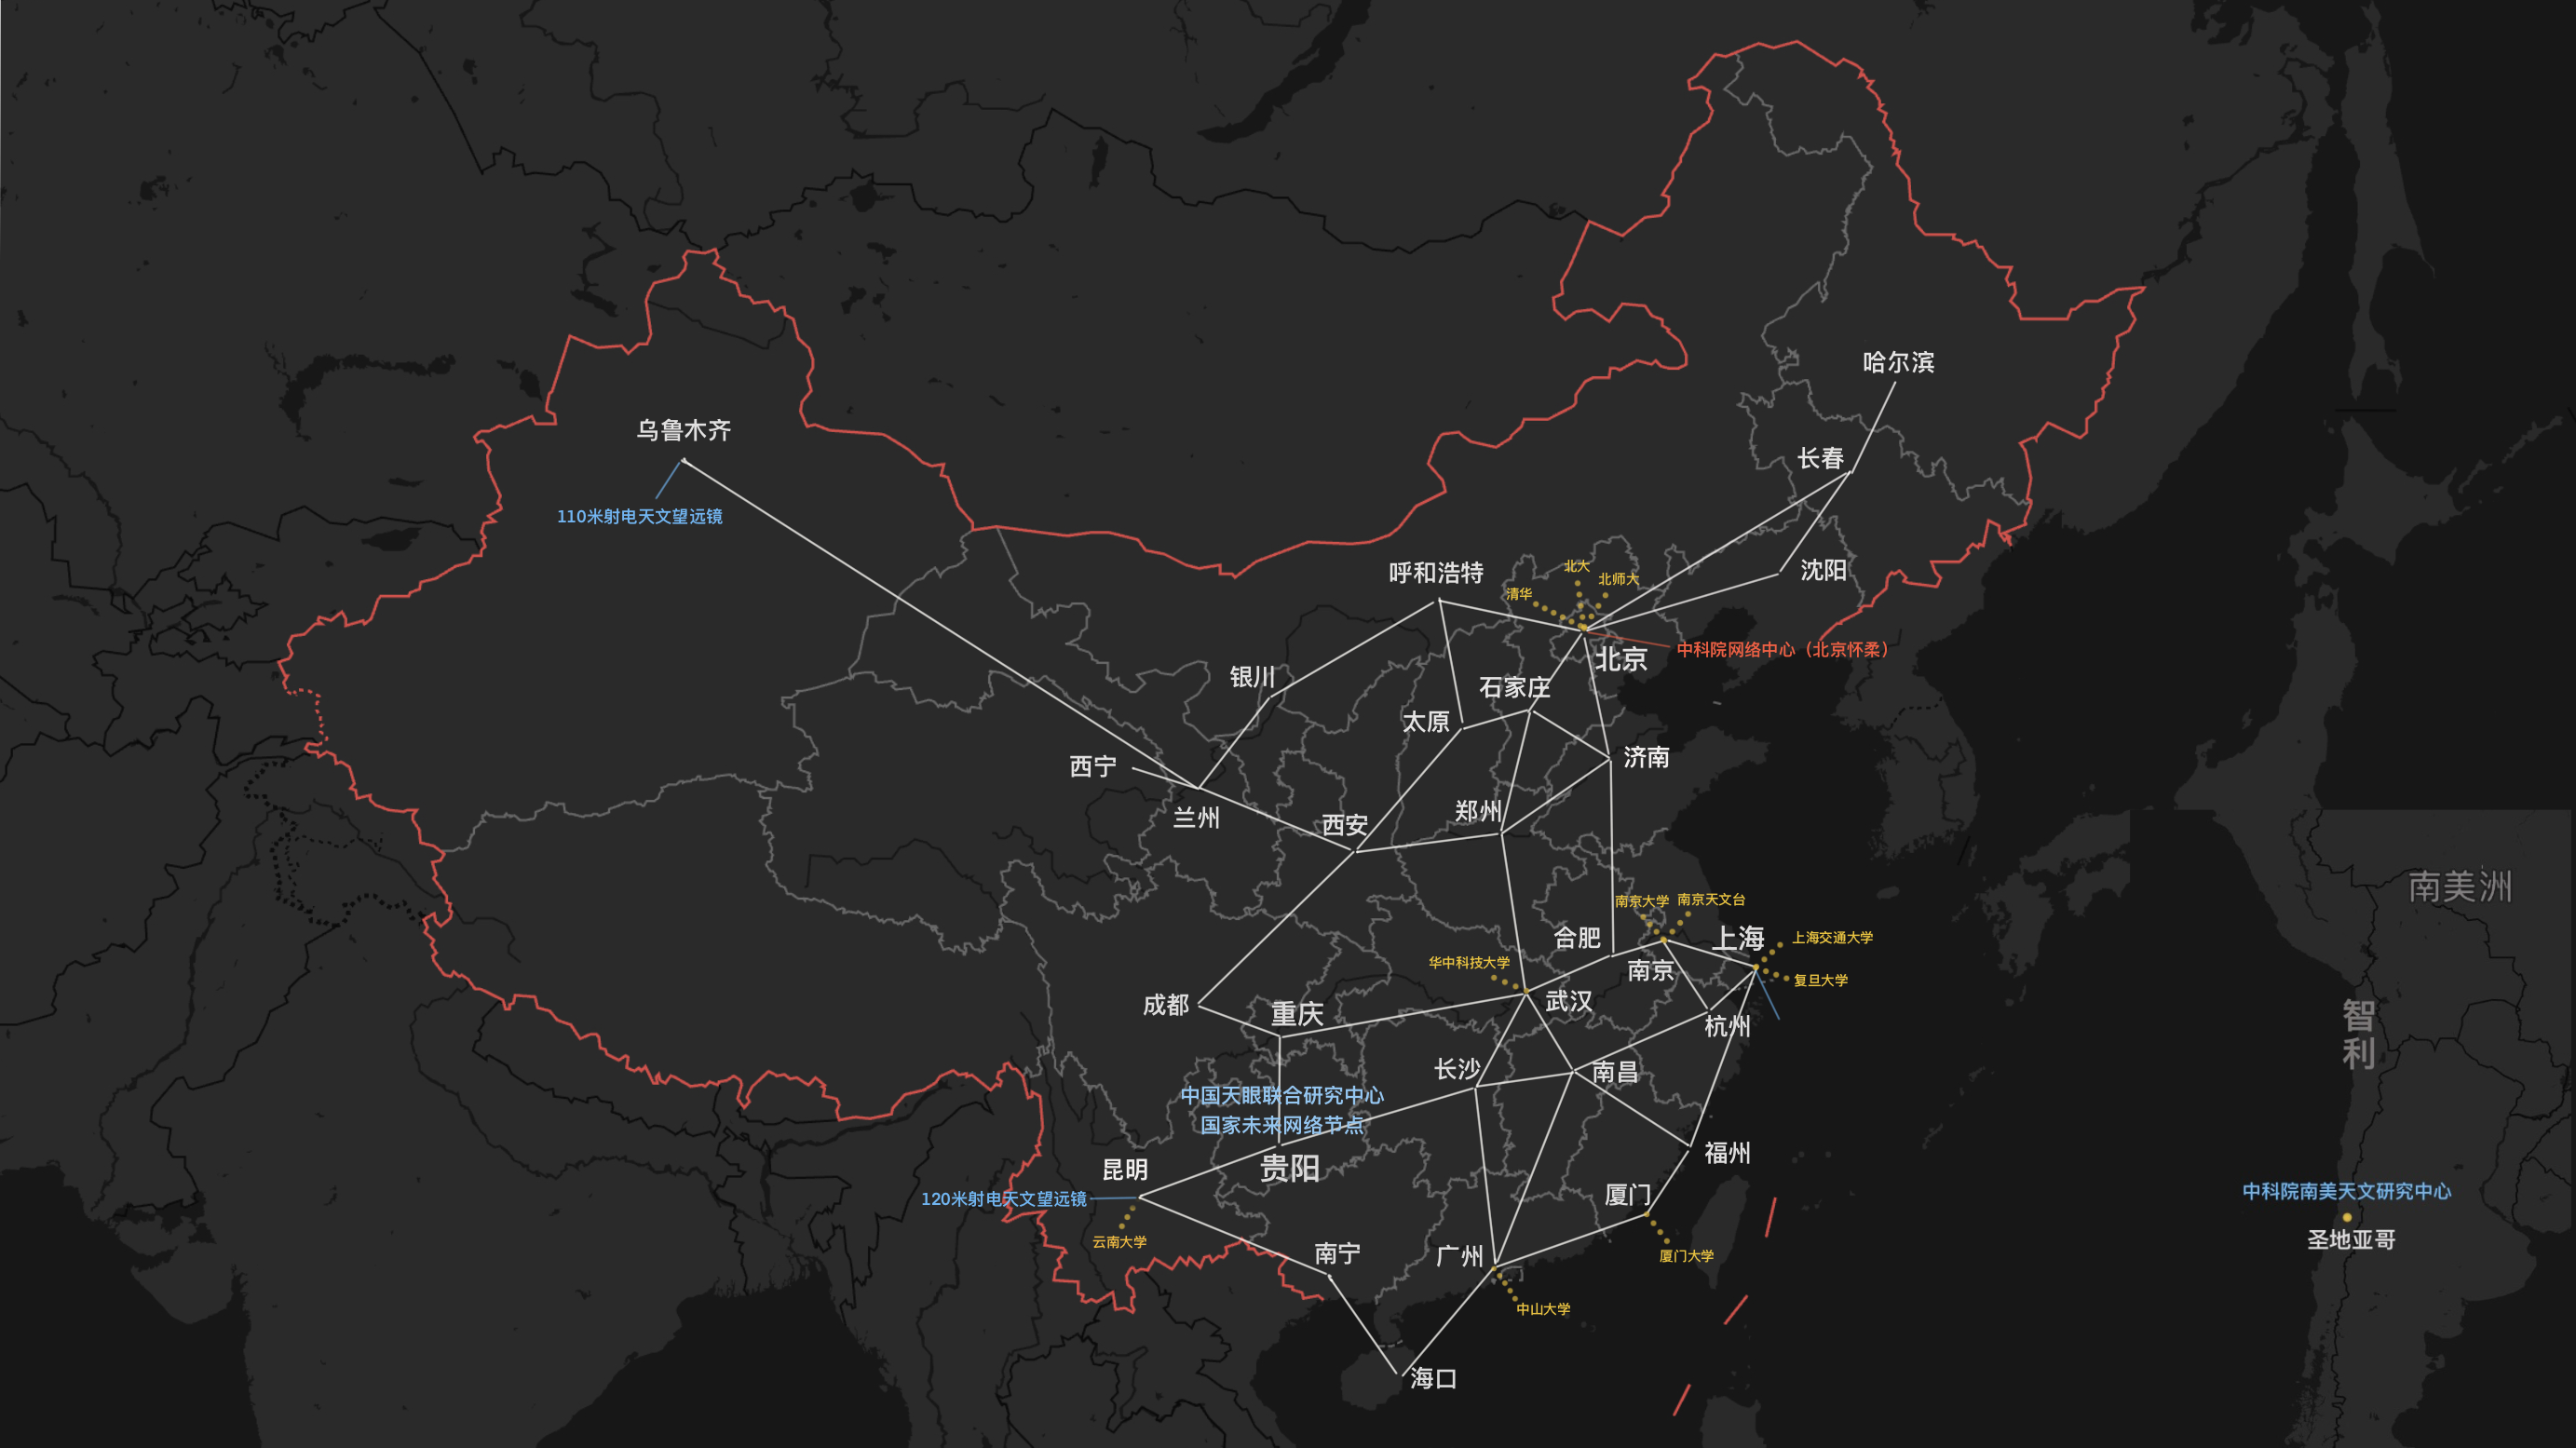 哈尔滨
乌鲁木齐
长春
110米射电天文望远镜
北大
沈阳
呼和浩特
北师大
清华
中科院网络中心（北京怀柔）
北京
银川
石家庄
太原
济南
西宁
郑州
兰州
西安
南美洲
南京大学
南京天文台
合肥
上海
上海交通大学
华中科技大学
南京
复旦大学
武汉
成都
重庆
智利
杭州
长沙
南昌
中国天眼联合研究中心
国家未来网络节点
福州
昆明
贵阳
中科院南美天文研究中心
120米射电天文望远镜
厦门
圣地亚哥
云南大学
南宁
广州
厦门大学
中山大学
海口